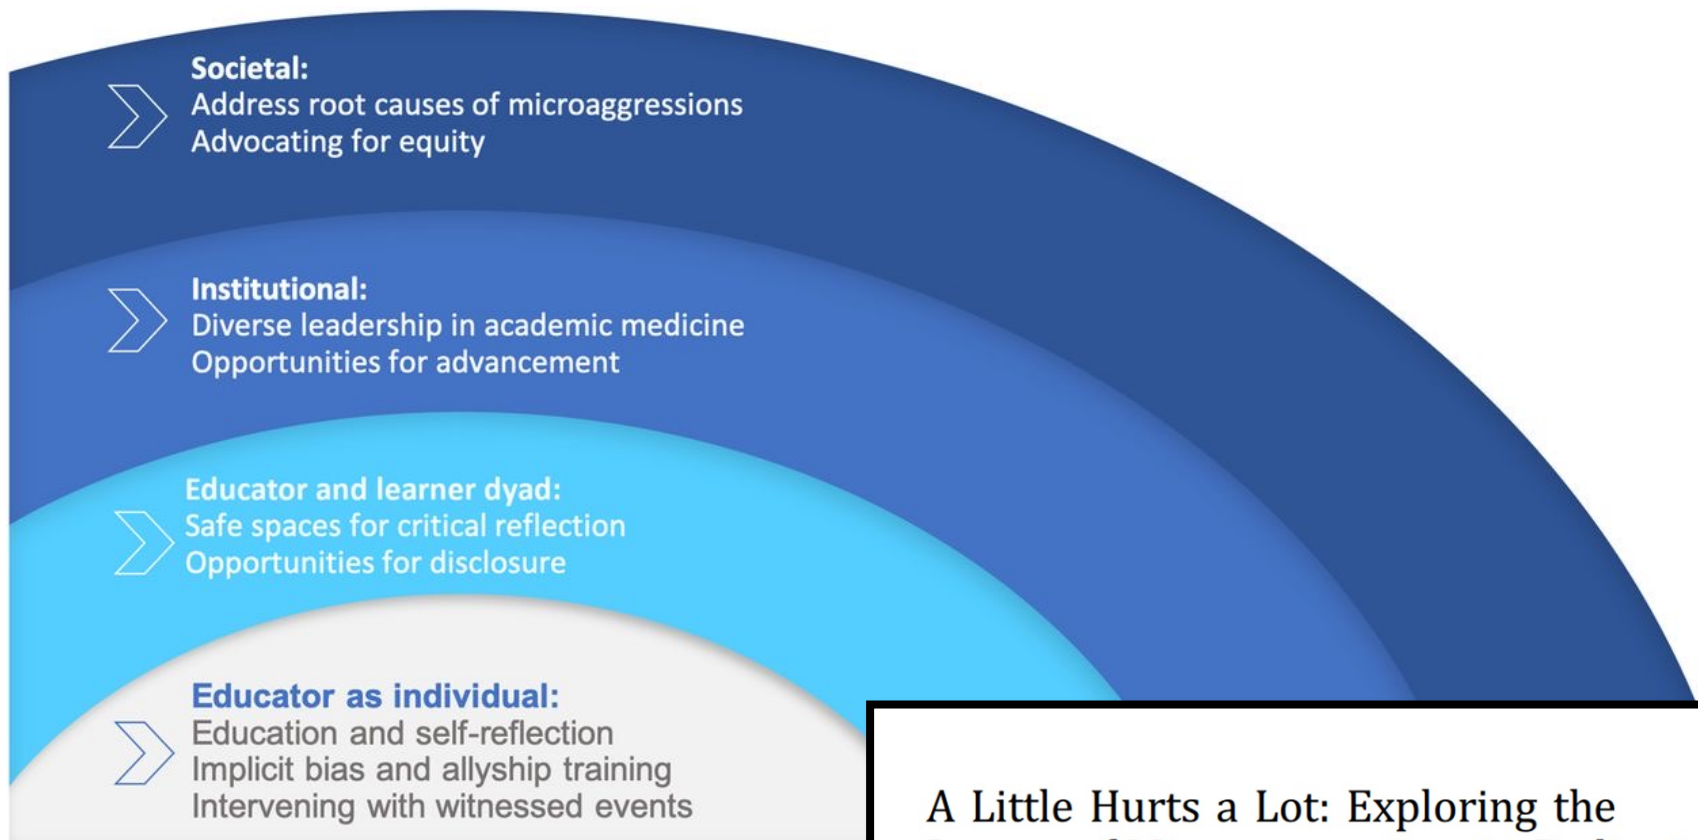 Societal:
Address root causes of microaggressions
Advocating for equity
Institutional:
Diverse leadership in academic medicine
Opportunities for advancement
Educator and learner dyad:
Safe spaces for critical reflection
Opportunities for disclosure
Educator as individual:
Education and self-reflection
Implicit bias and allyship training
Intervening with witnessed events
A Little Hurts a Lot: Exploring the